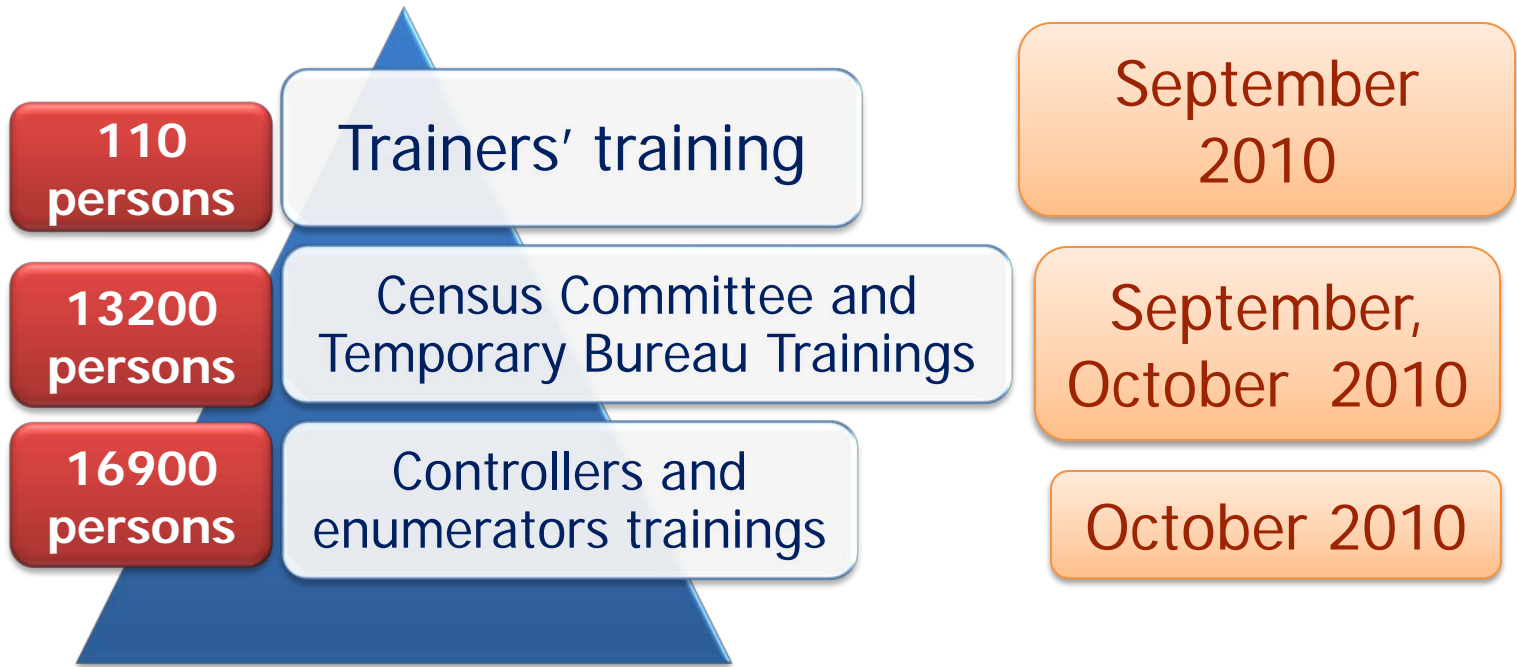 110
persons
Trainers' training
September
2010
13200
persons
Census Committee and
Temporary Bureau Trainings
September,
October 2010
16900
persons
Controllers and
enumerators trainings
October 2010